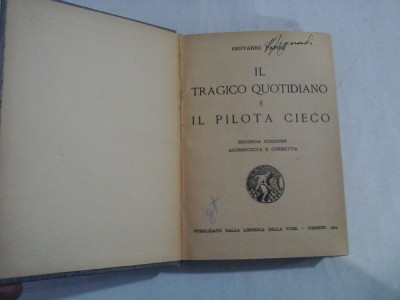 GIOVANNI PAPINI
IL
TRAGICO QUOTIDIANO
E
IL PILOTA CIECO
SECONDA EDIZIONE
ACCRESCIUTA E CORRETTA
PUBBLICATO DALLA LIBRERIA DELLA VOCE - FIRENZE